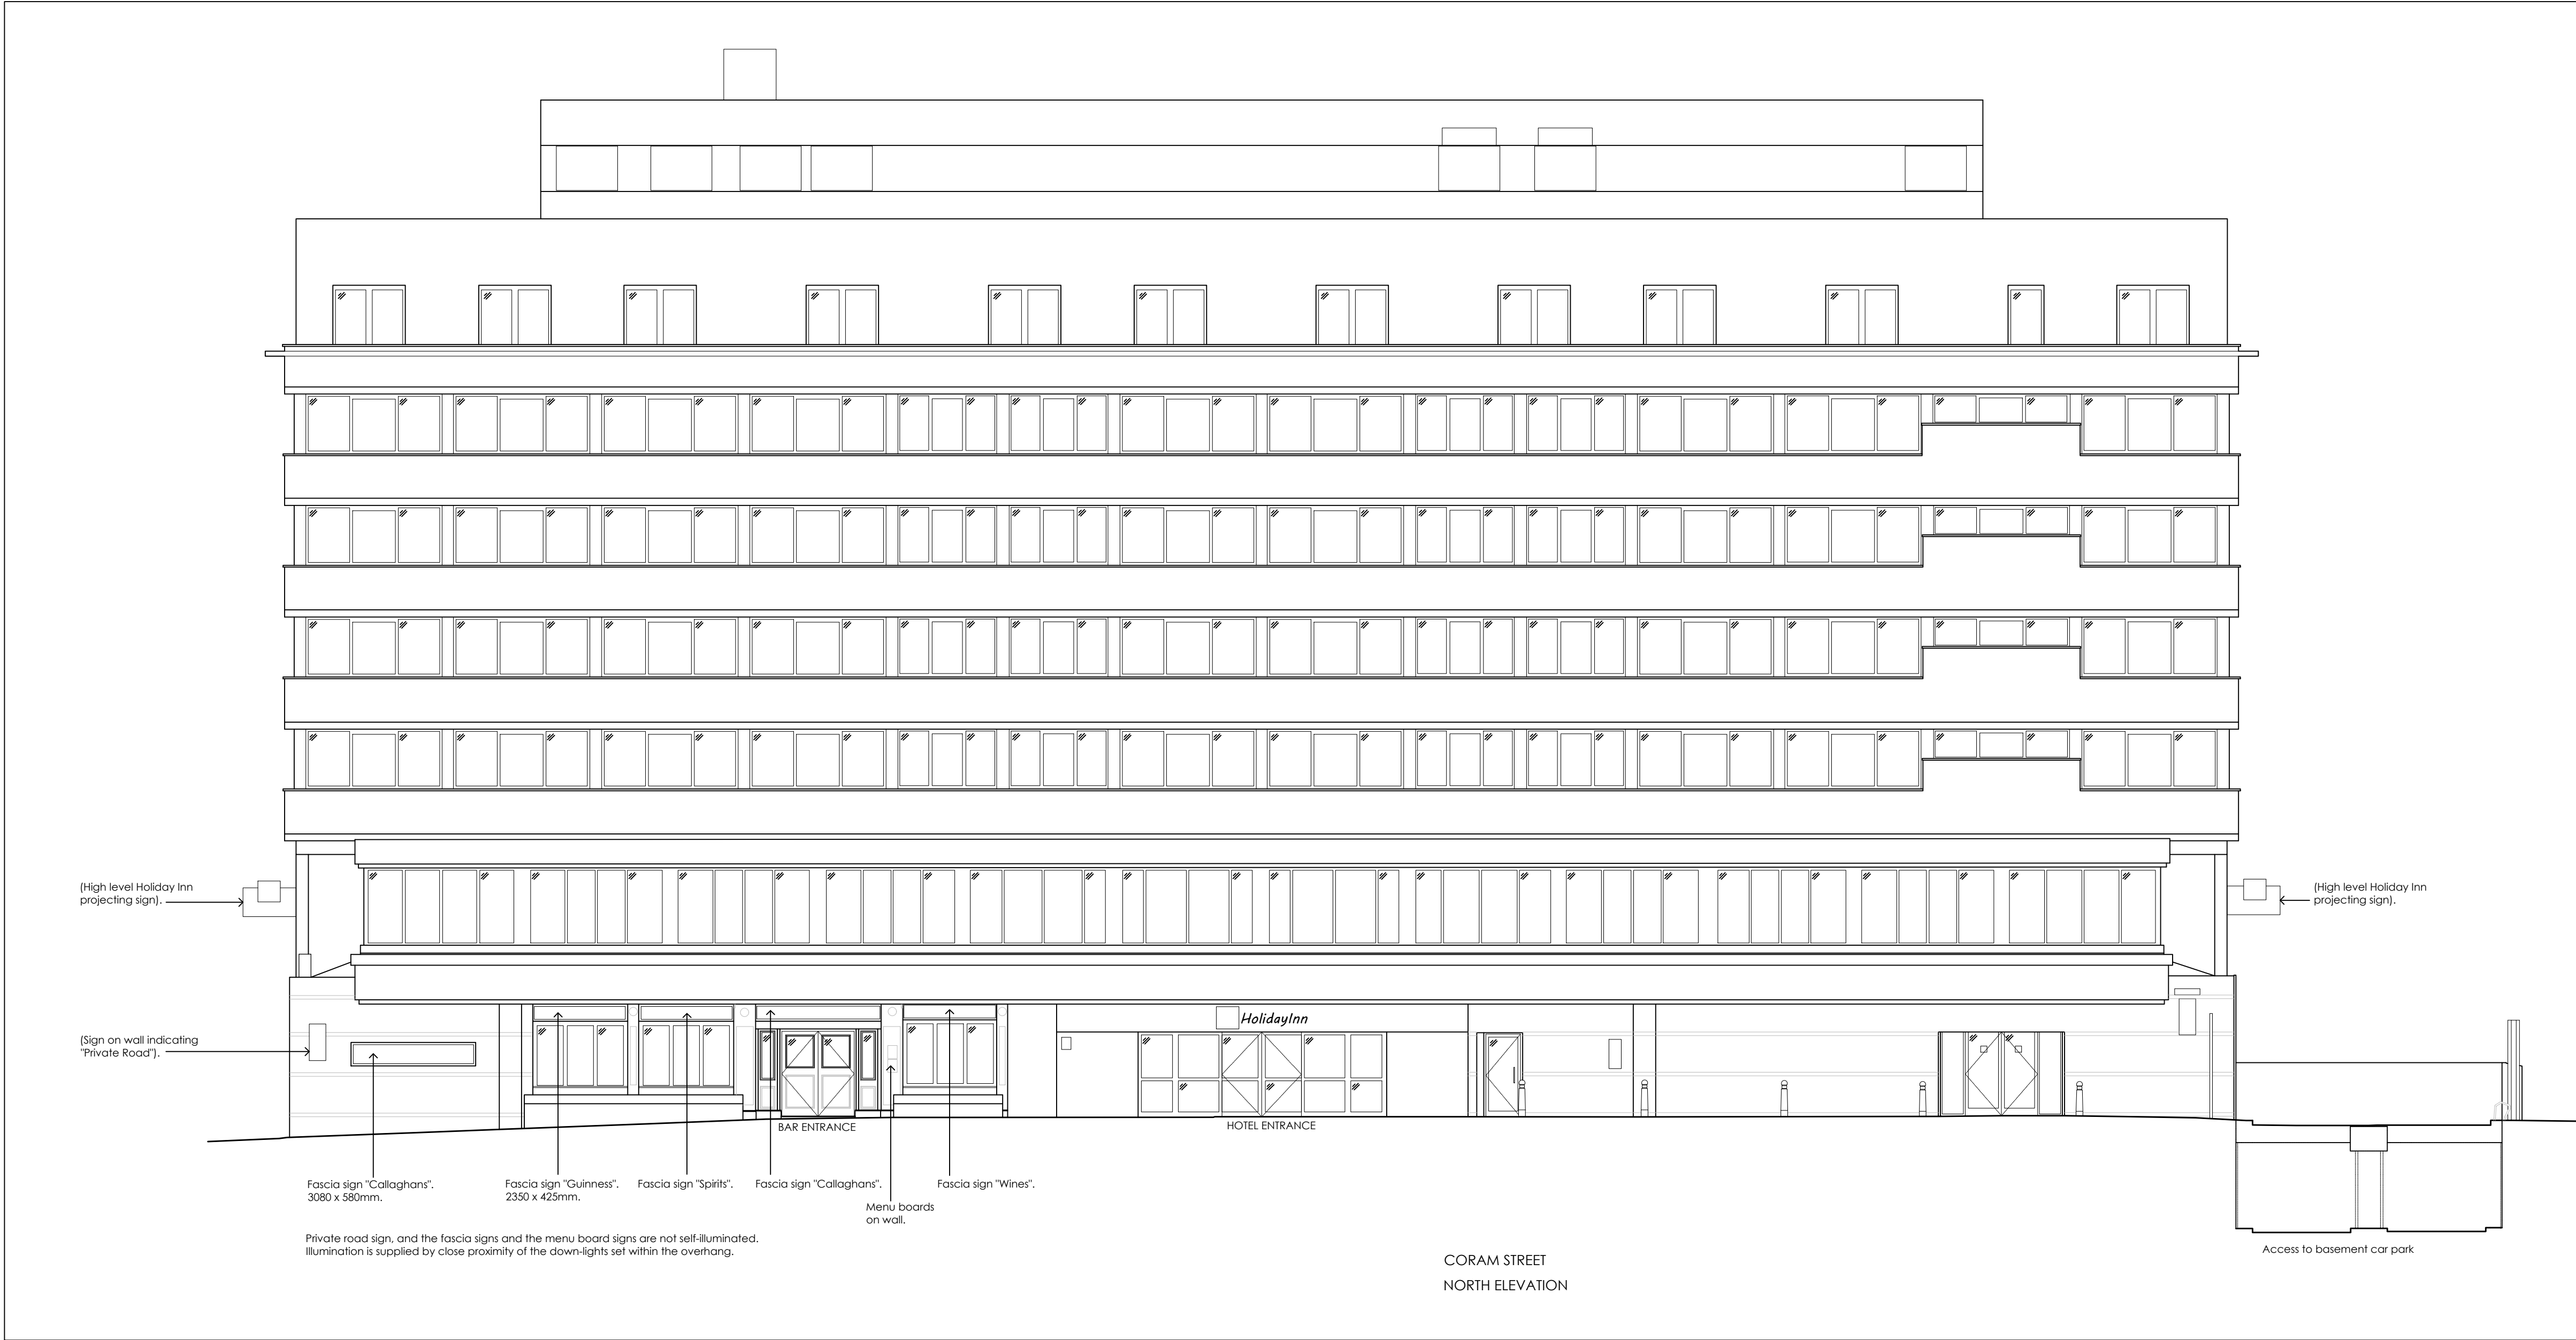 HolidayInn
(High level Holiday Inn
projecting sign).
(High level Holiday Inn
projecting sign).
(Sign on wall indicating
"Private Road").
BAR ENTRANCE
HOTEL ENTRANCE
Fascia sign "Callaghans".
3080 x 580mm.
Fascia sign "Guinness".
2350 x 425mm.
Fascia sign "Spirits".
Fascia sign "Callaghans".
Menu boards
on wall.
Fascia sign "Wines".
Private road sign, and the fascia signs and the menu board signs are not self-illuminated.
Illumination is supplied by close proximity of the down-lights set within the overhang.
Access to basement car park
CORAM STREET
NORTH ELEVATION